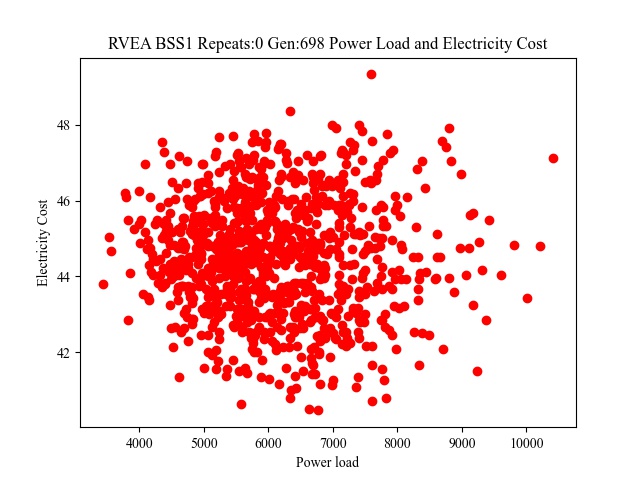 RVEA BSS1 Repeats:0 Gen:698 Power Load and Electricity Cost
48
46
44
42
Electricity Cost
4000 5000 6000 7000 8000 9000 10000
Power load